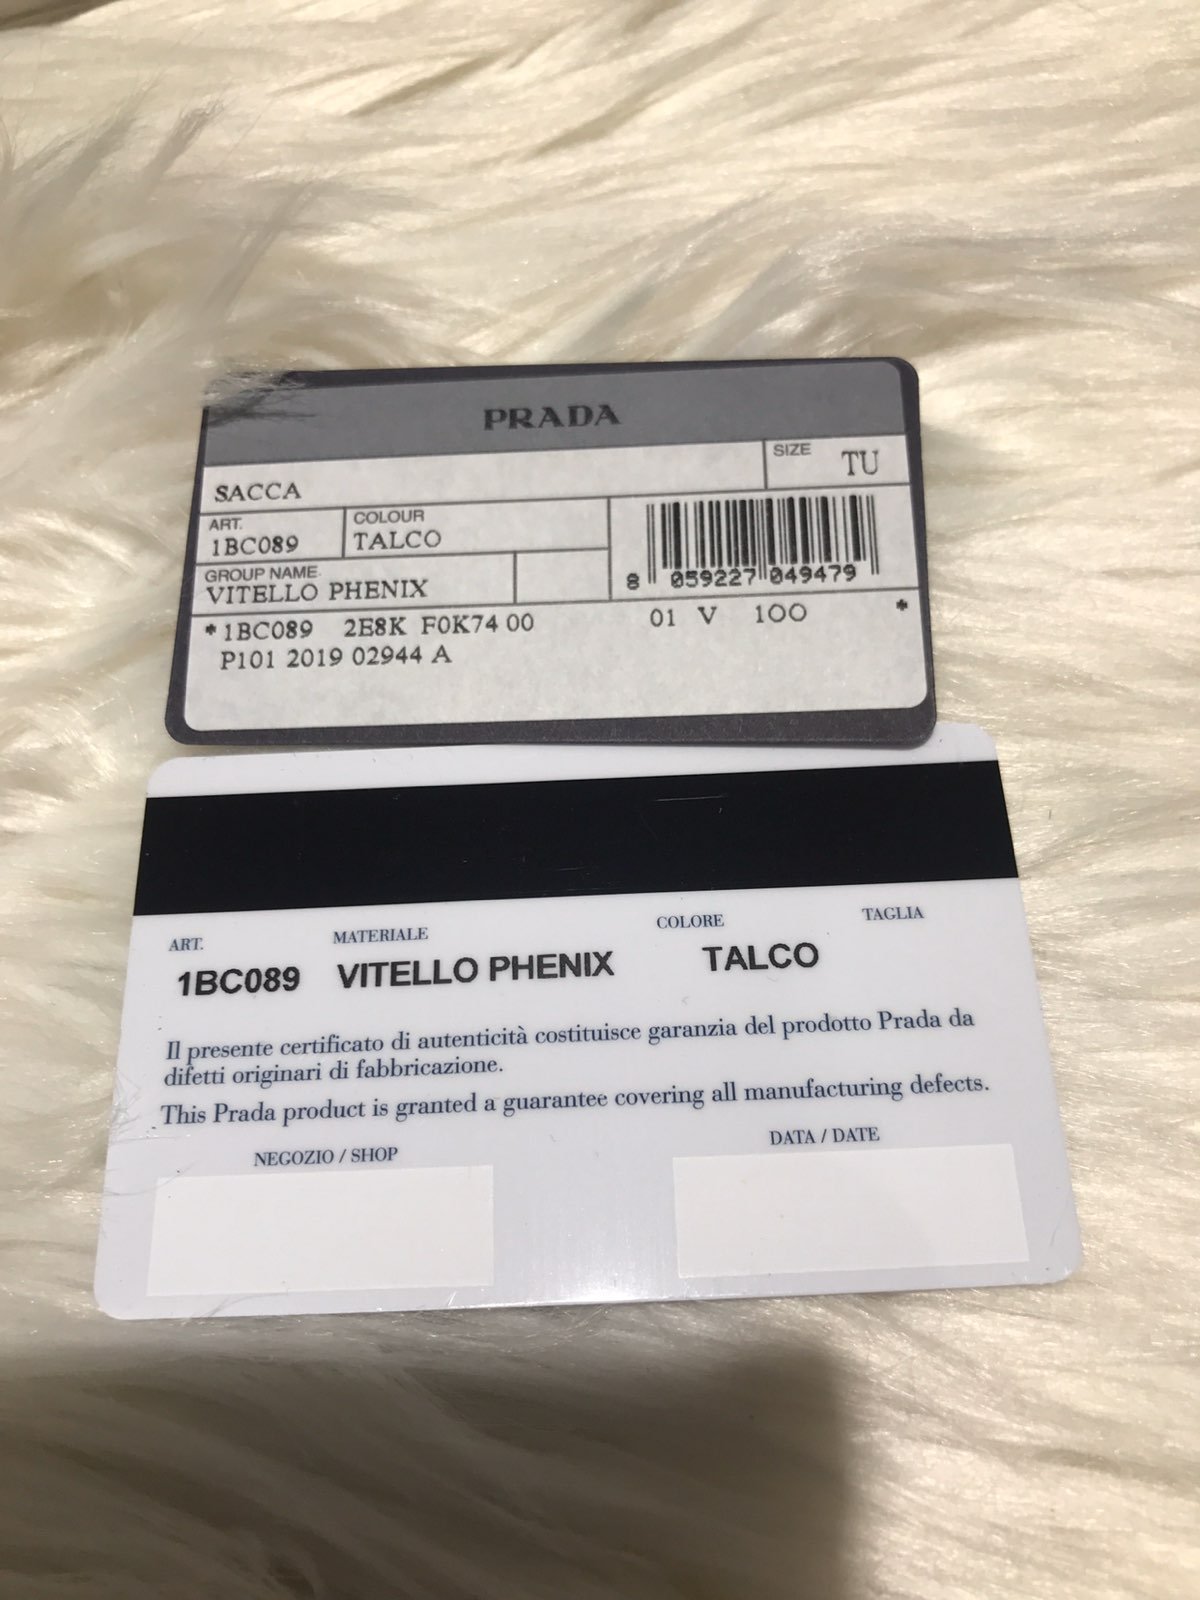 PRADA
SACCA
SIZE TU
ART. 1BC089
COLOUR TALCO
GROUP NAME VITELLO PHENIX
8 059227 049479
*1BC089 2E8K F0K74 00 01 V 100 *
P101 2019 02944 A
ART. MATERIALE COLORE TAGLIA
1BC089 VITELLO PHENIX TALCO
Il presente certificato di autenticità costituisce garanzia del prodotto Prada da
difetti originari di fabbricazione.
This Prada product is granted a guarantee covering all manufacturing defects.
NEGOZIO / SHOP DATA / DATE